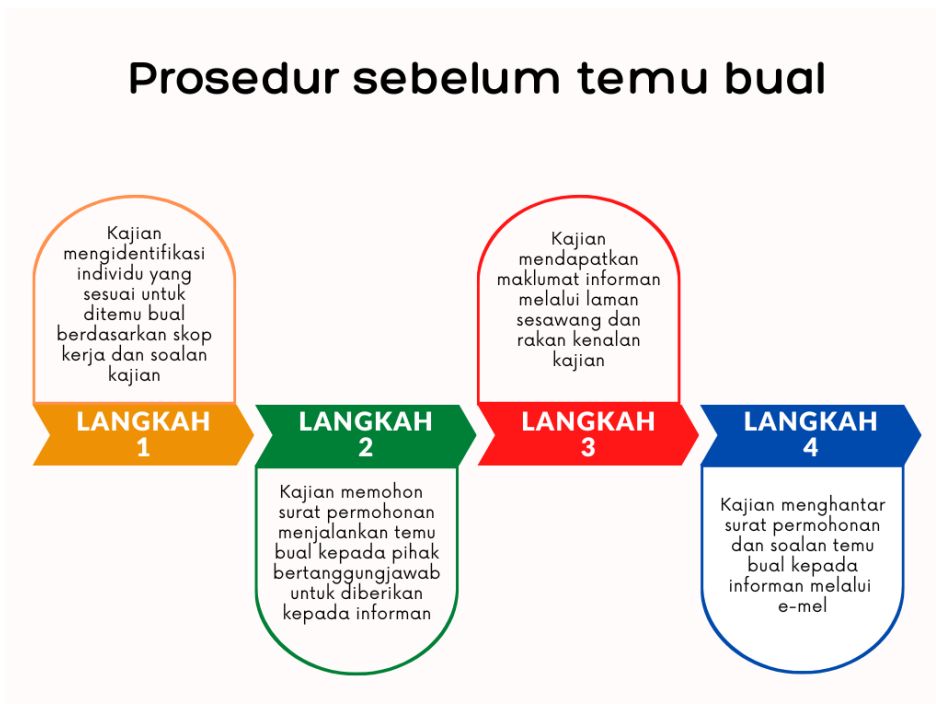 Prosedur sebelum temu bual
Kajian
mengidentifikasi
individu yang
sesuai untuk
ditemu bual
berdasarkan skop
kerja dan soalan
kajian
LANGKAH
1
LANGKAH
2
Kajian memohon
surat permohonan
menjalankan temu
bual kepada pihak
bertanggungjawab
untuk diberikan
kepada informan
Kajian
mendapatkan
maklumat informan
melalui laman
sesawang dan
rakan kenalan
kajian
LANGKAH
3
LANGKAH
4
Kajian menghantar
surat permohonan
dan soalan temu
bual kepada
informan melalui
e-mel